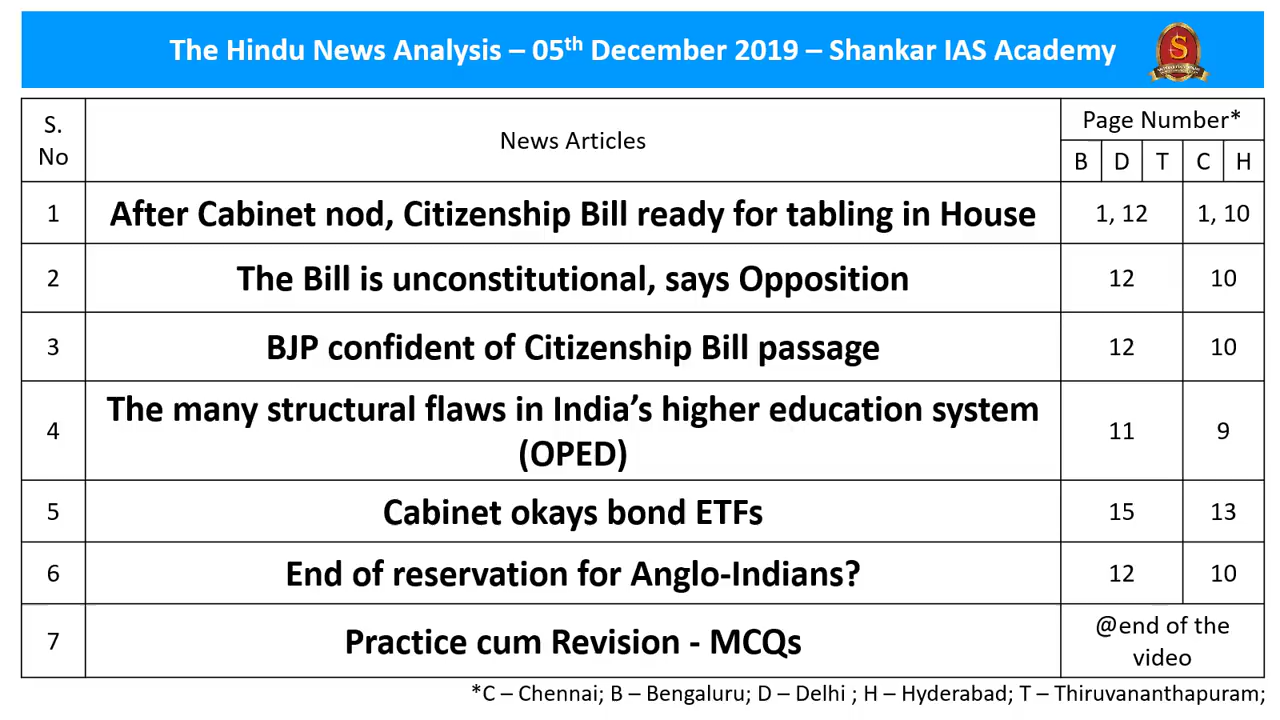 The Hindu News Analysis – 05th December 2019 – Shankar IAS Academy
S.
No
News Articles
Page Number*
B D T C H
1 After Cabinet nod, Citizenship Bill ready for tabling in House 1, 12 1, 10
2 The Bill is unconstitutional, says Opposition 12 10
3 BJP confident of Citizenship Bill passage 12 10
4 The many structural flaws in India’s higher education system
(OPED) 11 9
5 Cabinet okays bond ETFs 15 13
6 End of reservation for Anglo-Indians? 12 10
7 Practice cum Revision - MCQs @end of the
video
*C – Chennai; B – Bengaluru; D – Delhi ; H – Hyderabad; T – Thiruvananthapuram;